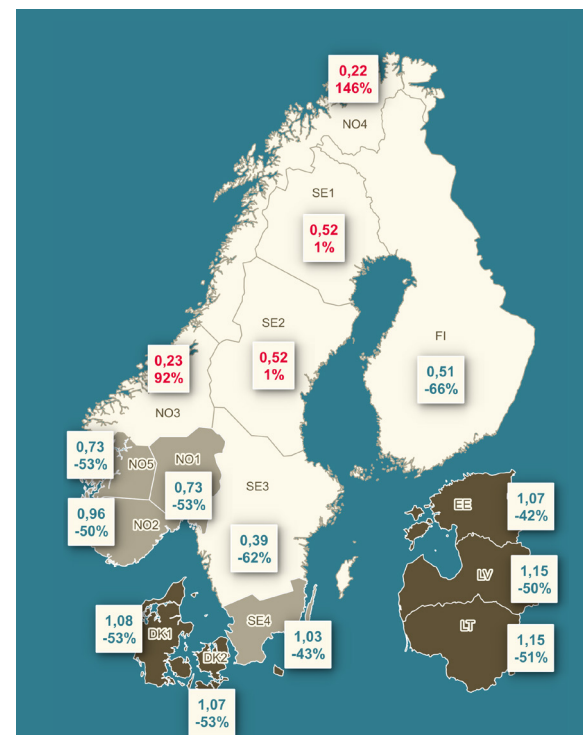 0,22
146%
NO4
SE1
0,52
1%
SE2
0,52
1%
FI
0,51
-66%
0,23
92%
NO3
0,73
-53%
NO5
NO1
0,73
-53%
0,96
-50%
NO2
SE3
0,39
-62%
EE
1,07
-42%
LV
1,15
-50%
LT
1,15
-51%
1,08
-53%
DK1
SE4
1,03
-43%
DK2
1,07
-53%